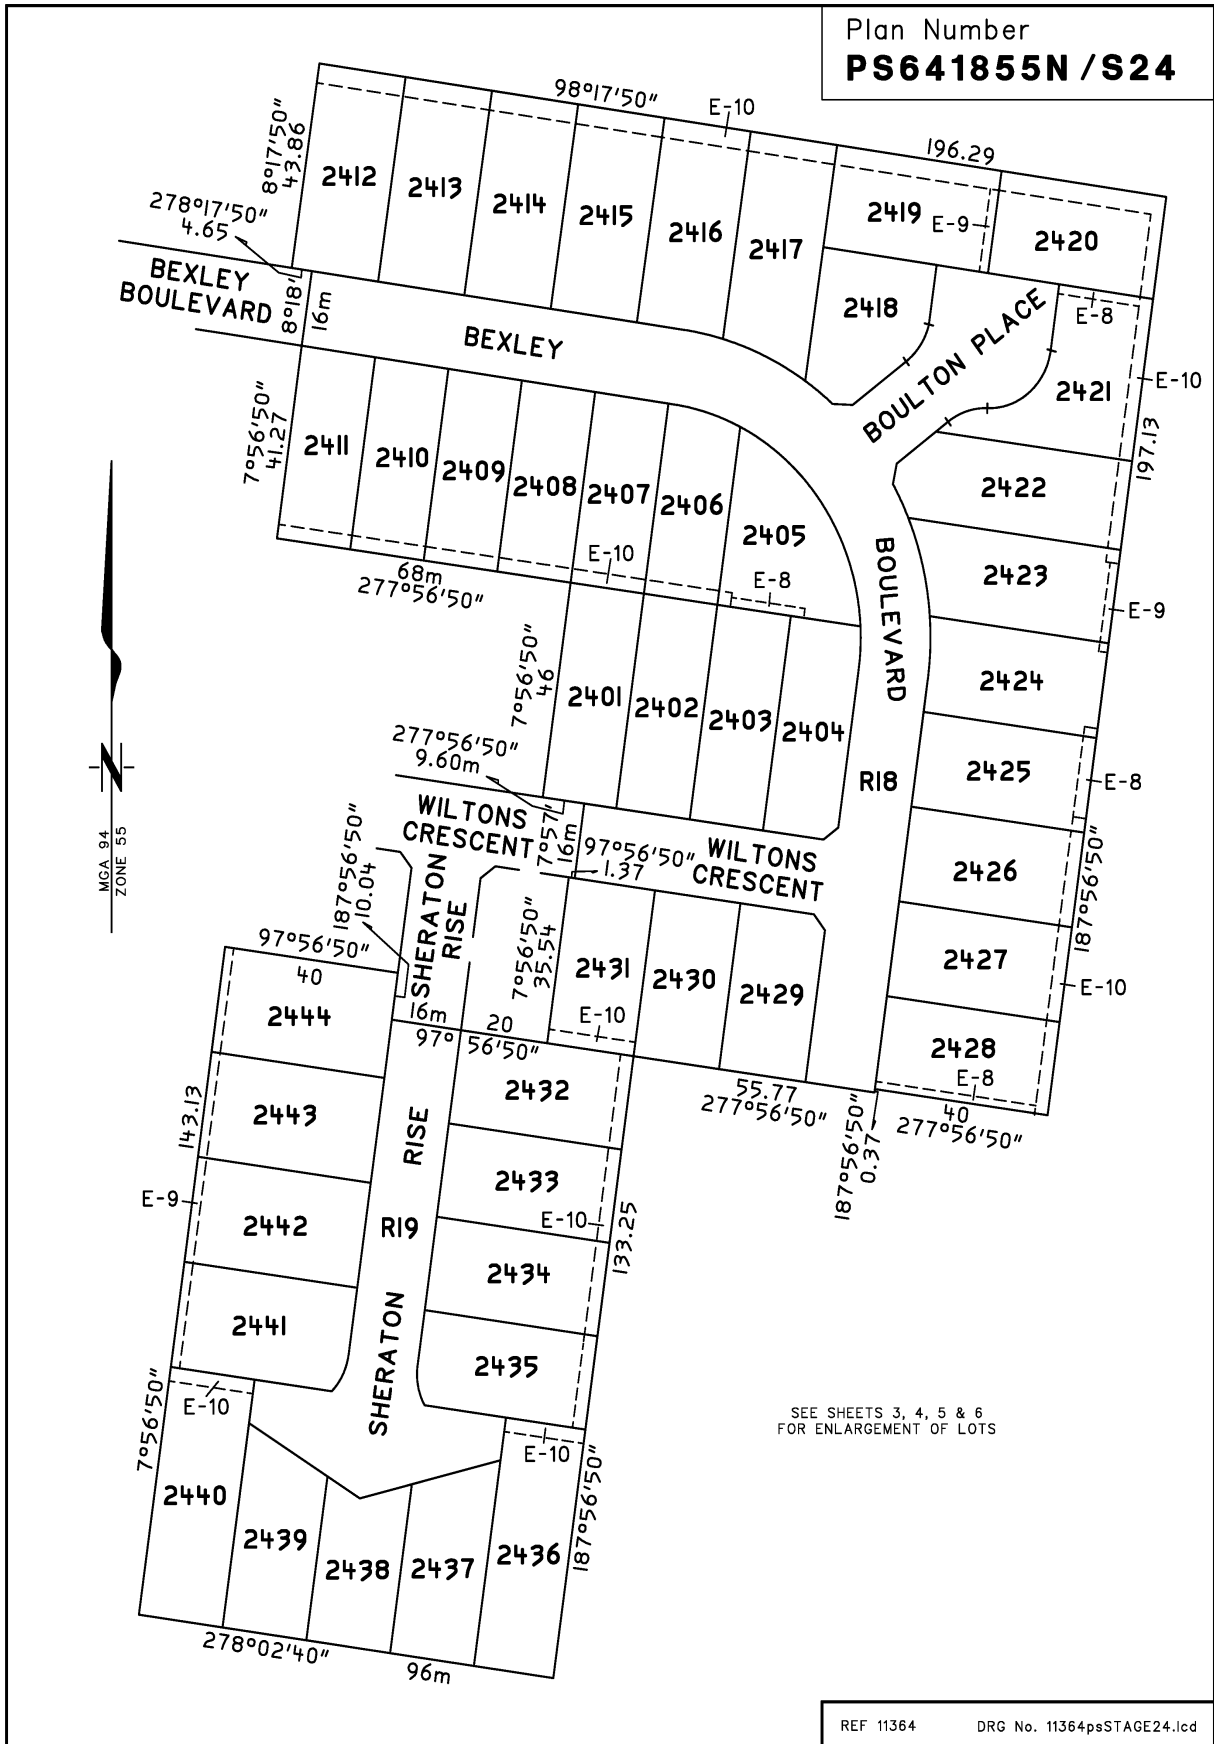 Plan Number
PS641855N /S24
98°17'50"
E-10
196.29
8°17'50"
43.86
2412
2413
2414
2415
2416
2417
2419
E-9
2420
278°17'50"
4.65
BEXLEY
BOULEVARD
8°18'
16m
BEXLEY
2418
BOULTON PLACE
E-8
2421
E-10
197.13
7°56'50"
41.27
2411
2410
2409
2408
2407
2406
2405
2422
E-10
E-8
68m
277°56'50"
BOULEVARD
2423
E-9
7°56'50"
46
2401
2402
2403
2404
2424
R18
2425
E-8
277°56'50"
9.60m
WILTONS
CRESCENT
7°57"
16m
97°56'50"
1.37
WILTONS
CRESCENT
2426
187°56'50"
MGA 94
ZONE 55
187°56'50"
10.04
SHERATON
RISE
7°56'50"
35.54
2431
2430
2429
2427
E-10
97°56'50"
40
2444
16m
20
97° 56'50"
E-10
2428
E-8
40
277°56'50"
55.77
277°56'50"
187°56'50"
0.37
2432
143.13
2443
RISE
2433
E-9
2442
R19
E-10
133.25
2434
2441
SHERATON
2435
7°56'50"
E-10
E-10
187°56'50"
SEE SHEETS 3, 4, 5 & 6
FOR ENLARGEMENT OF LOTS
2440
2439
2438
2437
2436
278°02'40"
96m
REF 11364
DRG No. 11364psSTAGE24.lcd